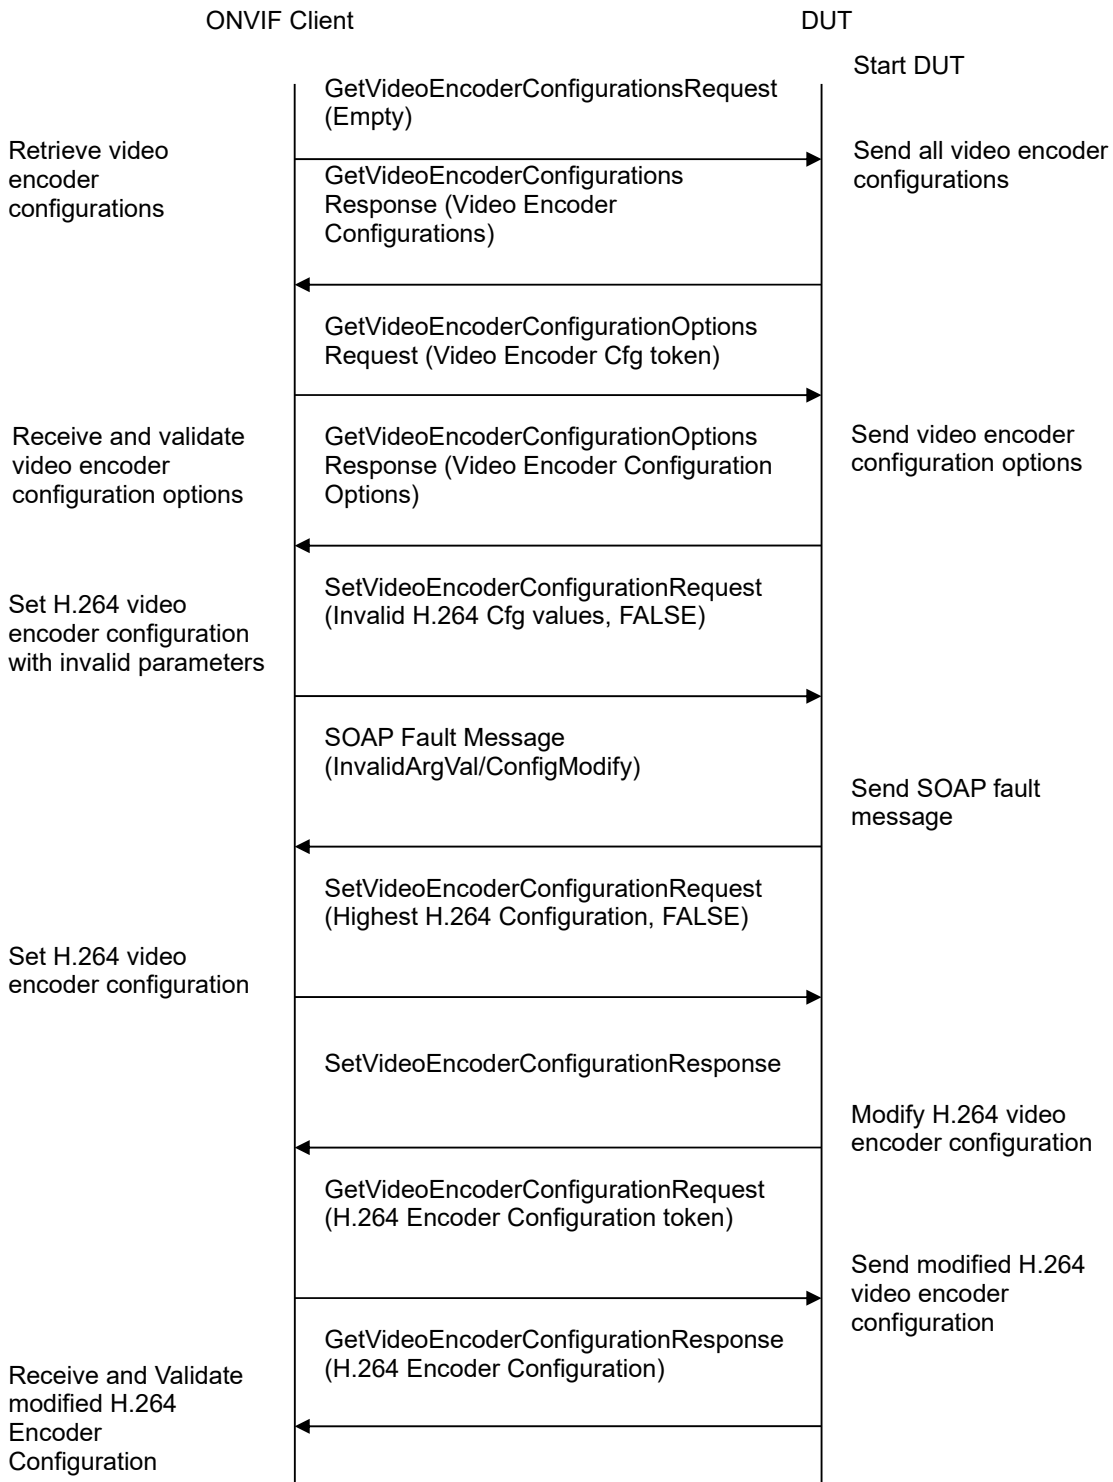 ONVIF Client
DUT
Start DUT
GetVideoEncoderConfigurationsRequest
(Empty)
Retrieve video
encoder
configurations
Send all video encoder
configurations
GetVideoEncoderConfigurations
Response (Video Encoder
Configurations)
GetVideoEncoderConfigurationOptions
Request (Video Encoder Cfg token)
Receive and validate
video encoder
configuration options
GetVideoEncoderConfigurationOptions
Response (Video Encoder Configuration
Options)
Send video encoder
configuration options
SetVideoEncoderConfigurationRequest
(Invalid H.264 Cfg values, FALSE)
Set H.264 video
encoder configuration
with invalid parameters
SOAP Fault Message
(InvalidArgVal/ConfigModify)
Send SOAP fault
message
SetVideoEncoderConfigurationRequest
(Highest H.264 Configuration, FALSE)
Set H.264 video
encoder configuration
SetVideoEncoderConfigurationResponse
Modify H.264 video
encoder configuration
GetVideoEncoderConfigurationRequest
(H.264 Encoder Configuration token)
Send modified H.264
video encoder
configuration
GetVideoEncoderConfigurationResponse
(H.264 Encoder Configuration)
Receive and Validate
modified H.264
Encoder
Configuration